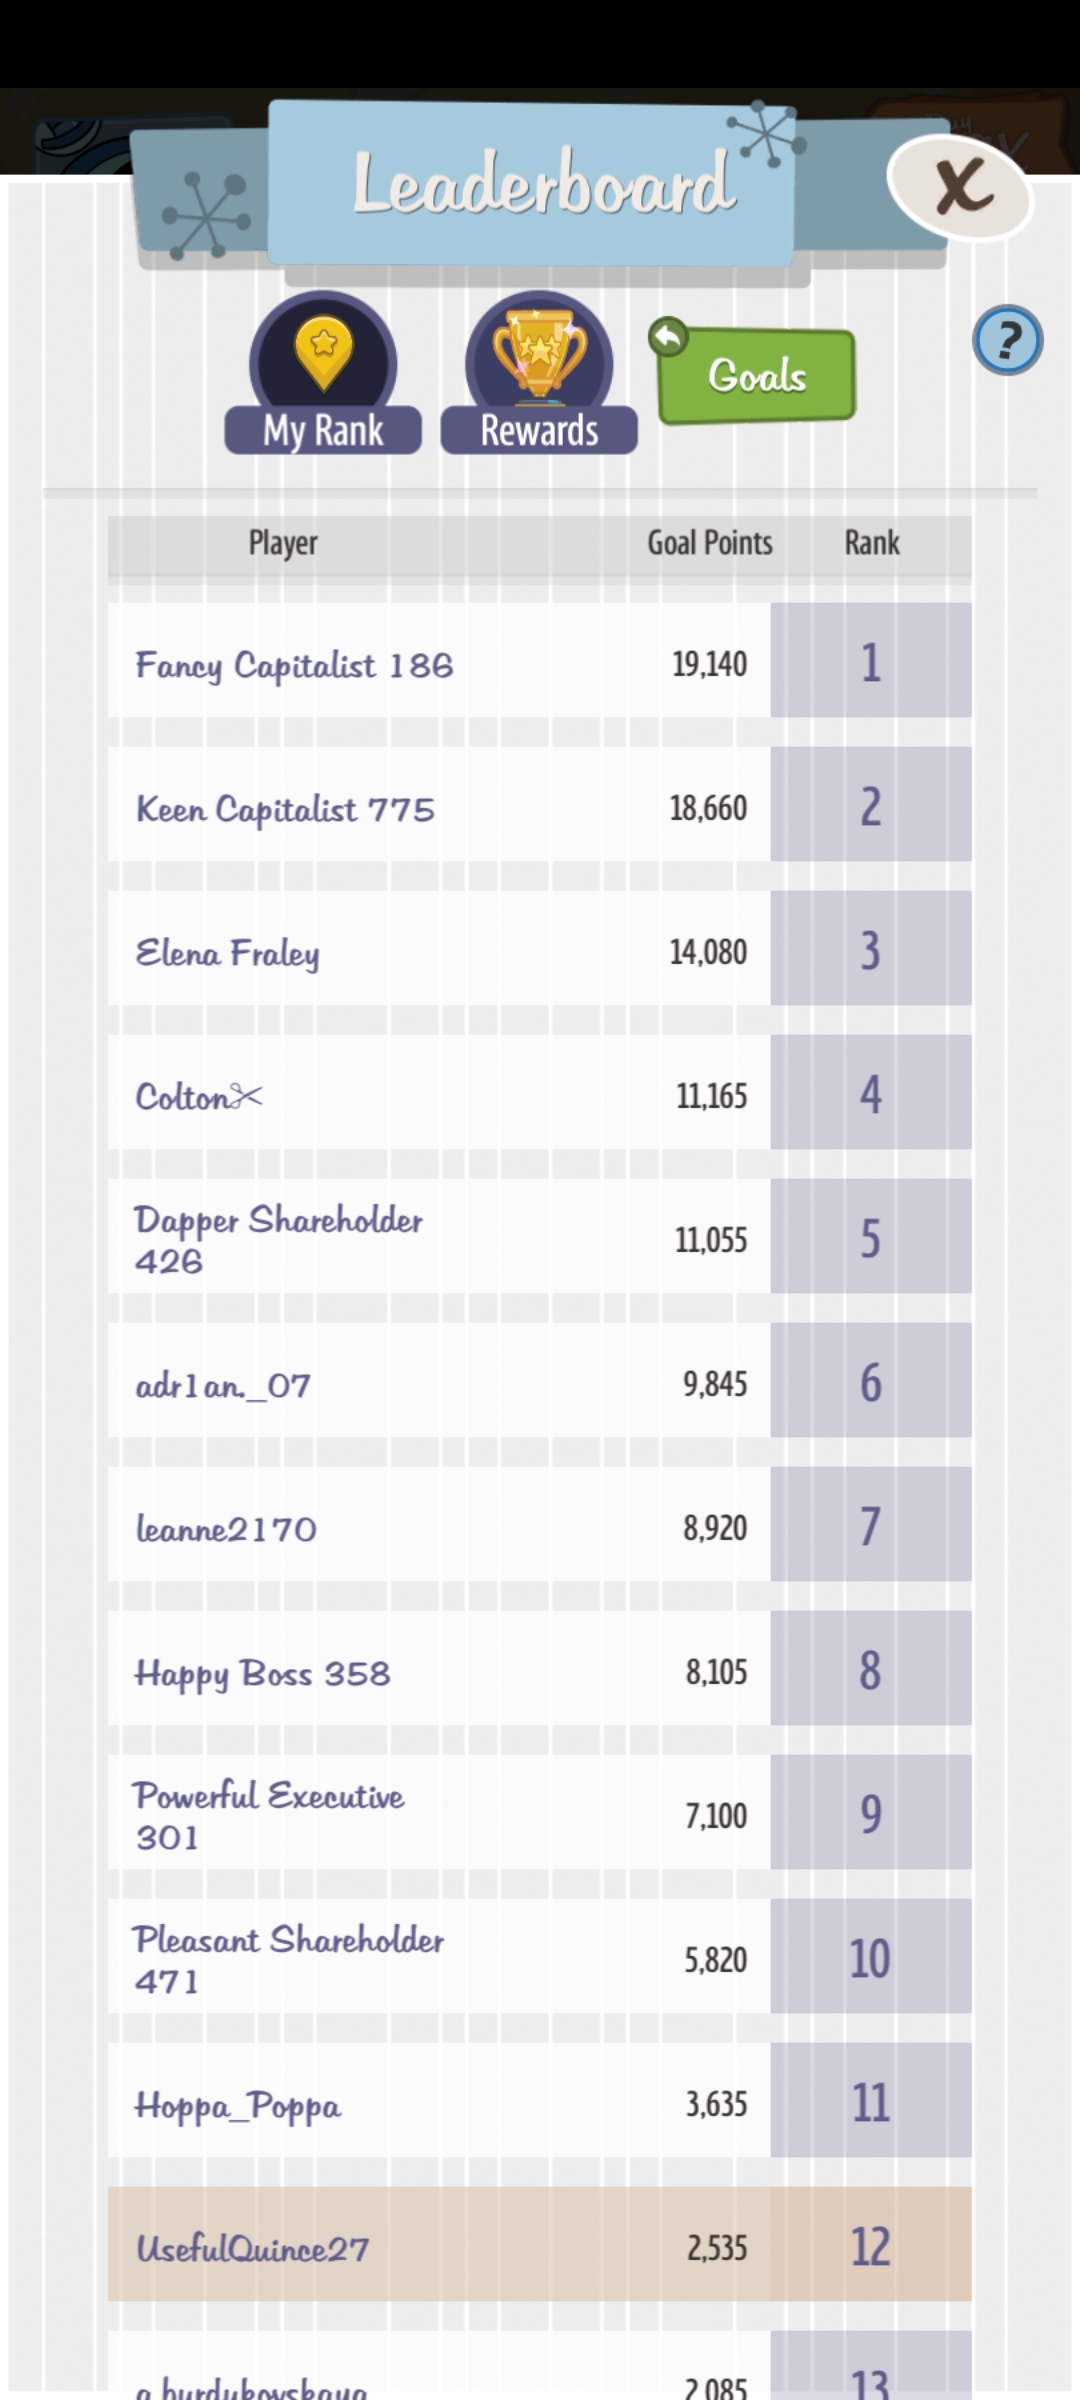 Leaderboard
X
My Rank
Rewards
Goals
?
Player Goal Points Rank
Fancy Capitalist 186 19,140 1
Keen Capitalist 775 18,660 2
Elena Fraley 14,080 3
Colton✂ 11,165 4
Dapper Shareholder
426 11,055 5
adr1an._07 9,845 6
leanne2170 8,920 7
Happy Boss 358 8,105 8
Powerful Executive
301 7,100 9
Pleasant Shareholder
471 5,820 10
Hoppa_Poppa 3,635 11
UsefulQuince27 2,535 12
a.burdukovskaya 2,085 13